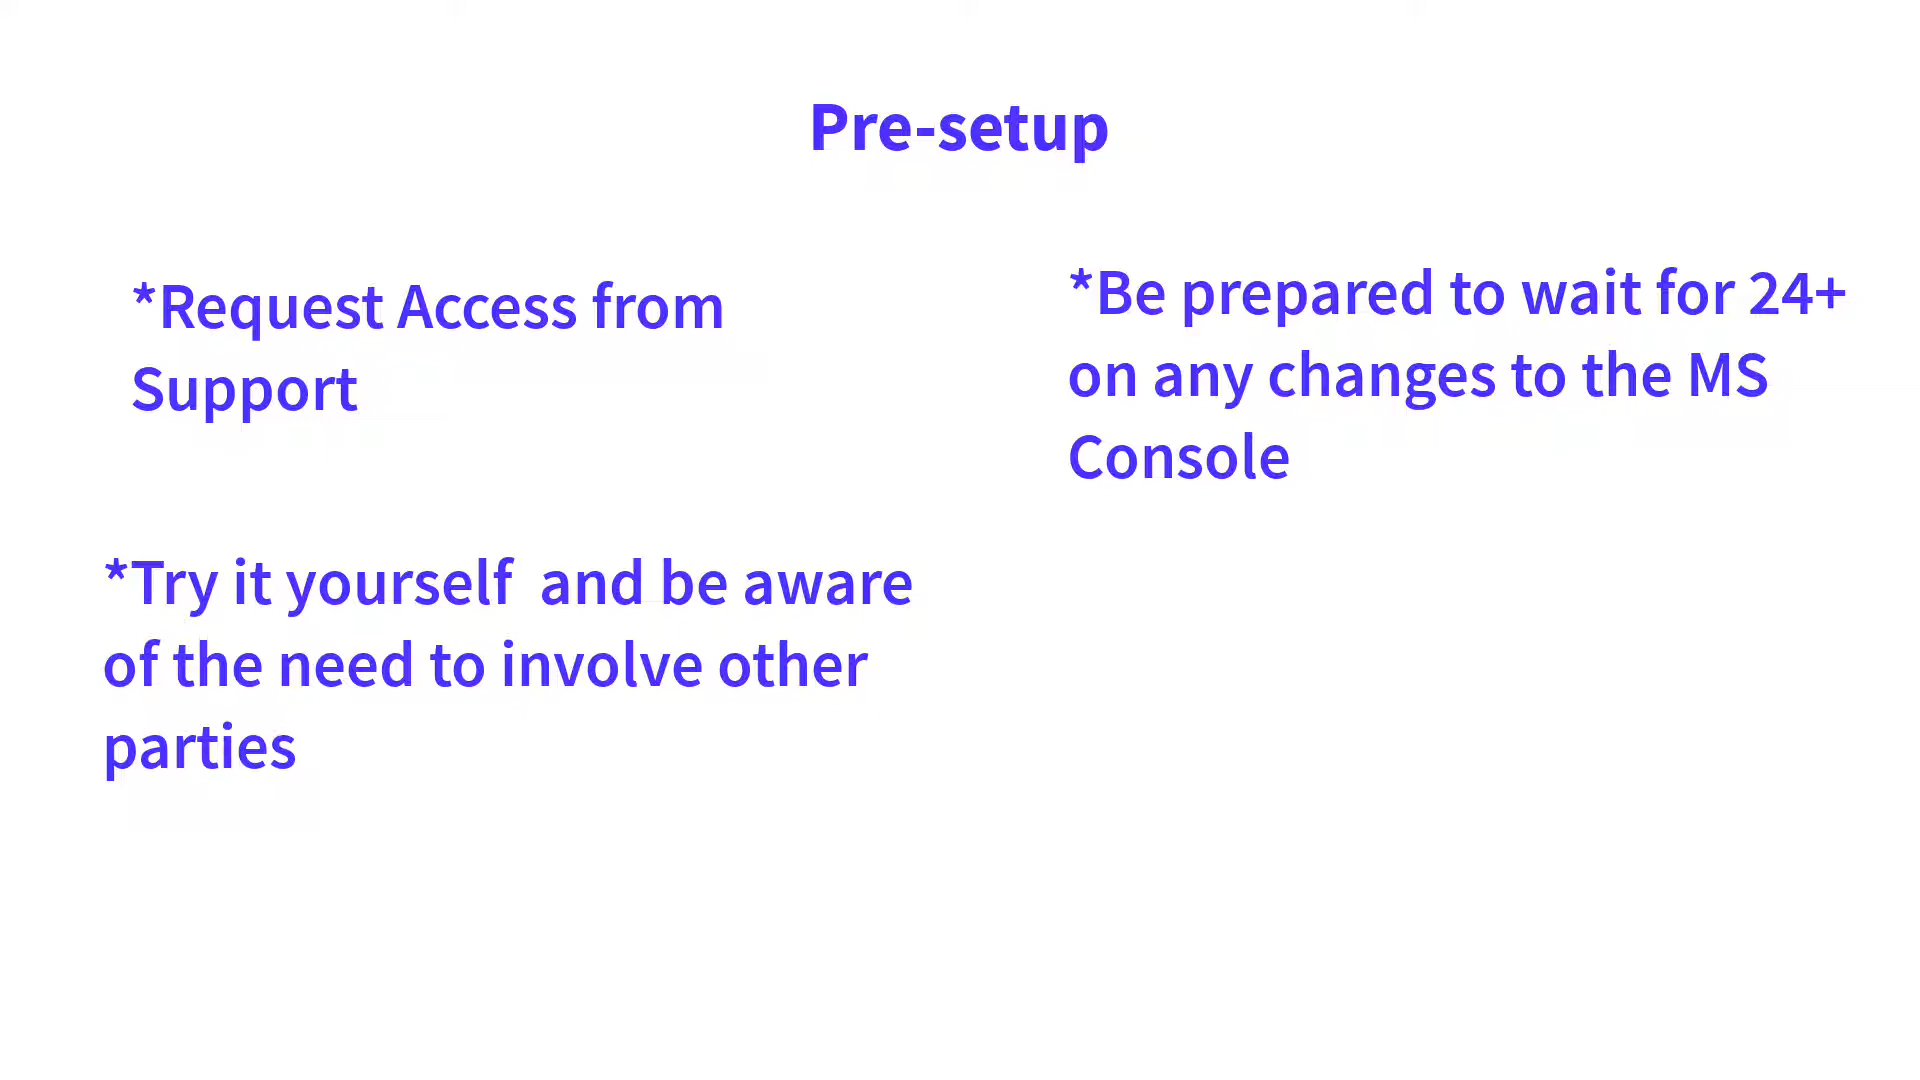 Pre-setup
*Request Access from
Support
*Try it yourself  and be aware
of the need to involve other
parties
*Be prepared to wait for 24+
on any changes to the MS
Console